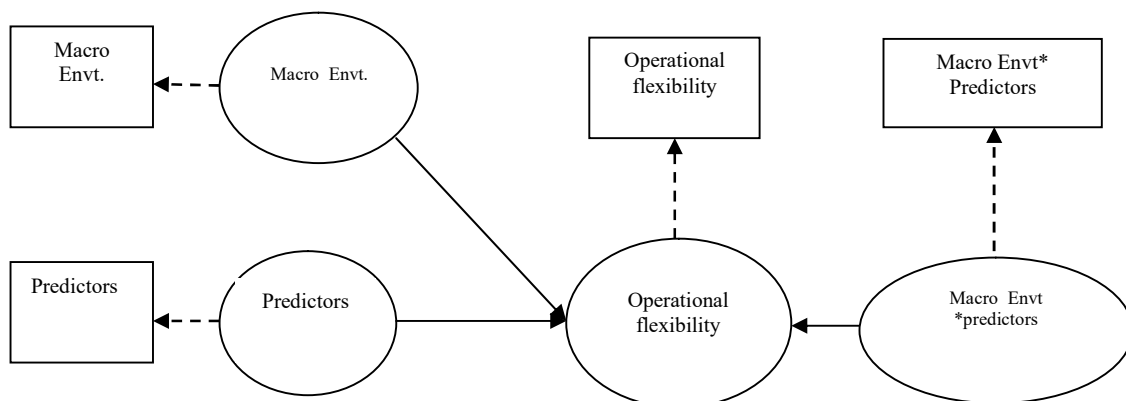 Macro
Envt.
Macro Envt.
Operational
flexibility
Macro Envt*
Predictors
Predictors
Predictors
Operational
flexibility
Macro Envt
*predictors